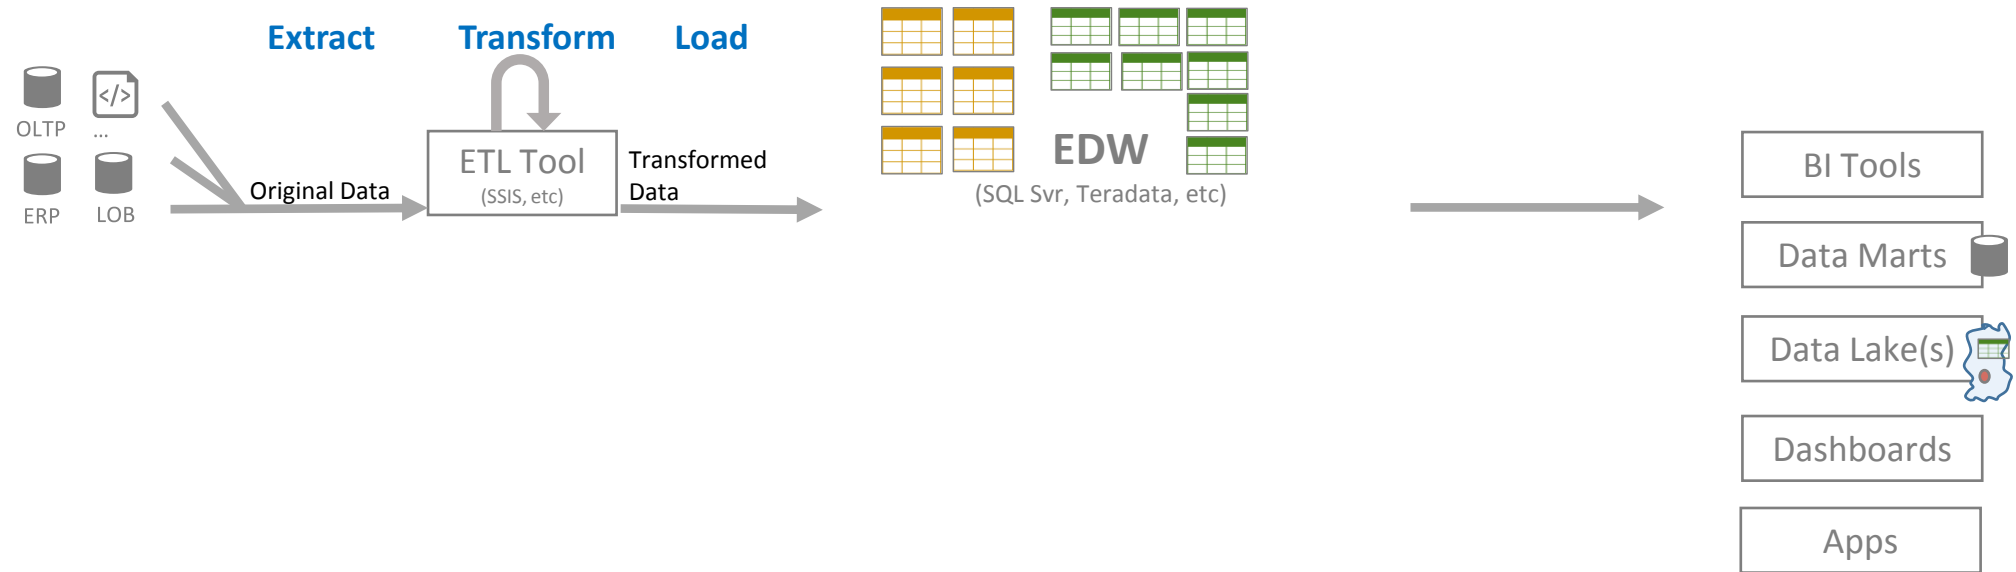 Extract
Transform
Load
OLTP
</>
...
ERP
LOB
Original Data
ETL Tool
(SSIS, etc)
Transformed
Data
EDW
(SQL Svr, Teradata, etc)
BI Tools
Data Marts
Data Lake(s)
Dashboards
Apps